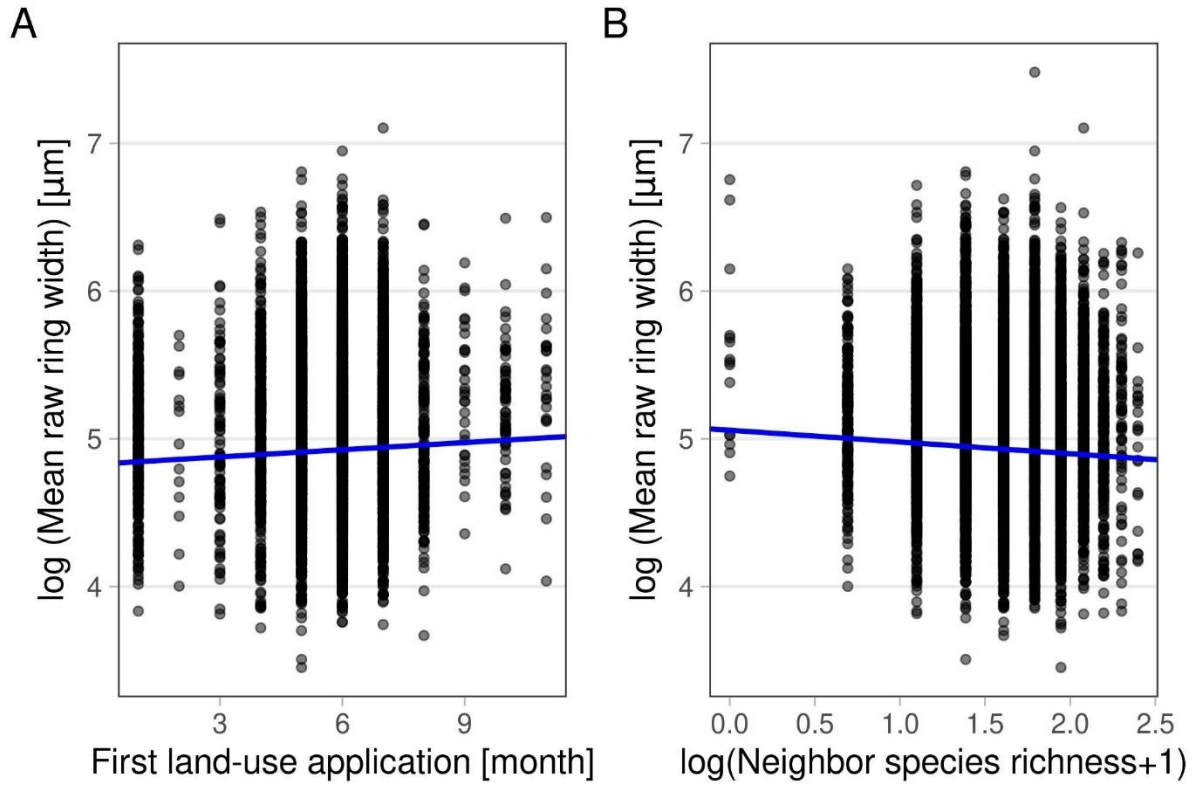 A
log (Mean raw ring width) [µm]
7
6
5
4
3
6
9
First land-use application [month]
B
log (Mean raw ring width) [µm]
7
6
5
4
0.0
0.5
1.0
1.5
2.0
2.5
log(Neighbor species richness+1)